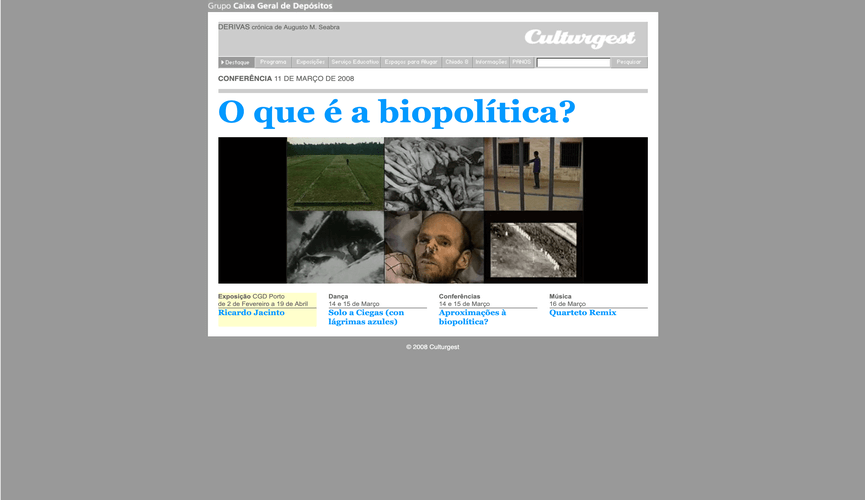 Grupo Caixa Geral de Depósitos
DERIVAS crónica de Augusto M. Seabra
Culturgest
Destaque Programa Exposições Serviço Educativo Espaços para Alugar Chiado 8 Informações PANOS Pesquisar
CONFERÊNCIA 11 DE MARÇO DE 2008
O que é a biopolítica?
Exposição CGD Porto
de 2 de Fevereiro a 19 de Abril
Ricardo Jacinto
Dança
14 e 15 de Março
Solo a Ciegas (con
lágrimas azules)
Conferências
14 e 15 de Março
Aproximações à
biopolítica?
Música
16 de Março
Quarteto Remix
© 2008 Culturgest